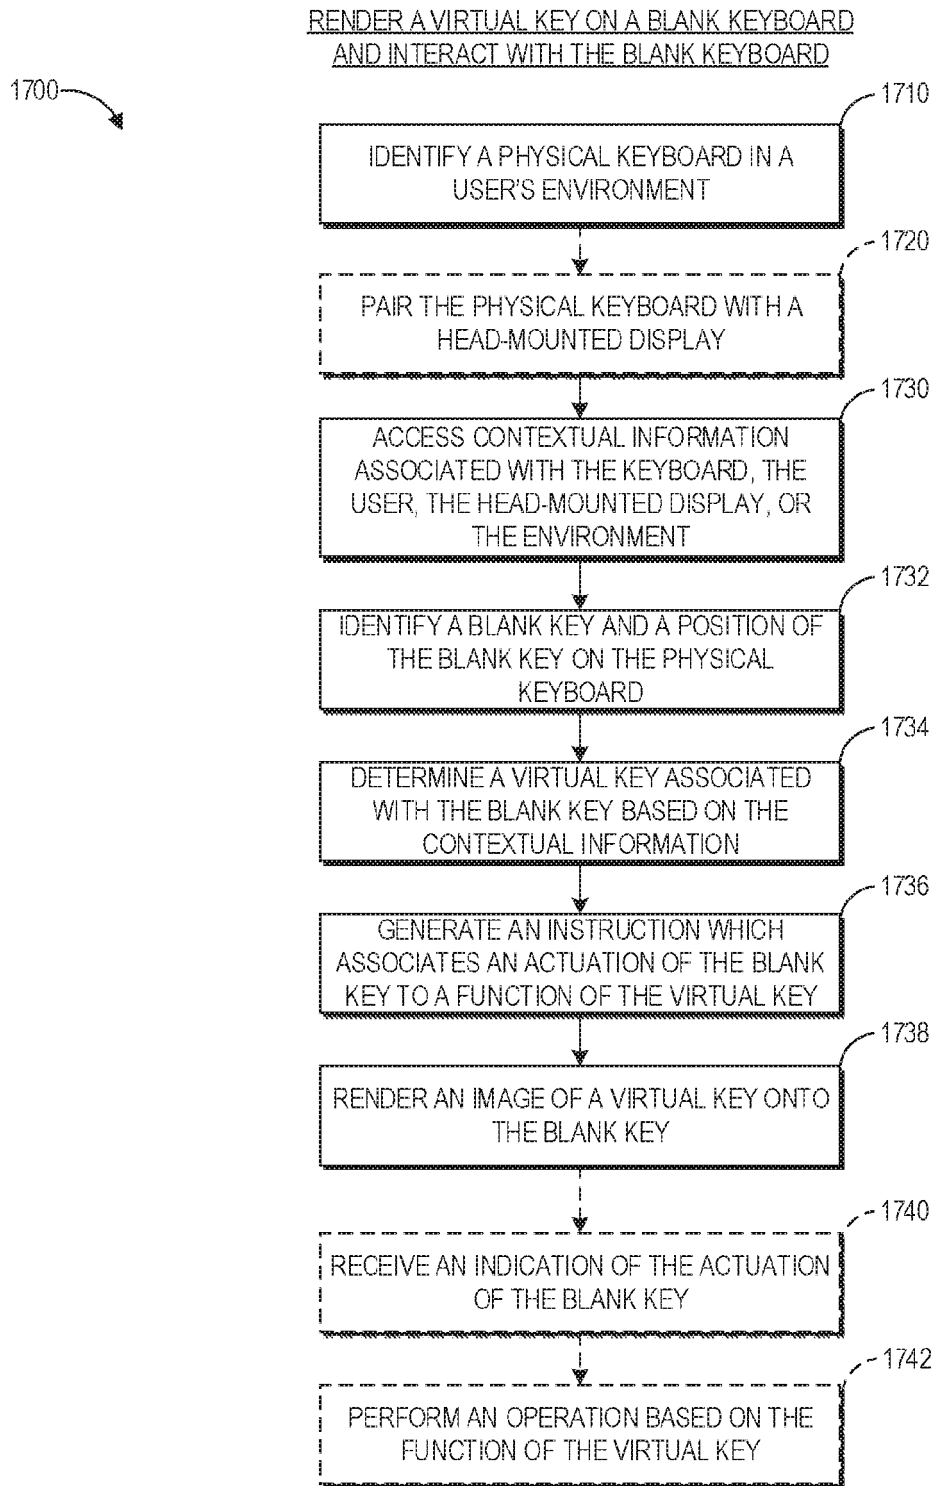 RENDER A VIRTUAL KEY ON A BLANK KEYBOARD
AND INTERACT WITH THE BLANK KEYBOARD
1700
1710
IDENTIFY A PHYSICAL KEYBOARD IN A
USER'S ENVIRONMENT
1720
PAIR THE PHYSICAL KEYBOARD WITH A
HEAD-MOUNTED DISPLAY
1730
ACCESS CONTEXTUAL INFORMATION
ASSOCIATED WITH THE KEYBOARD, THE
USER, THE HEAD-MOUNTED DISPLAY, OR
THE ENVIRONMENT
1732
IDENTIFY A BLANK KEY AND A POSITION OF
THE BLANK KEY ON THE PHYSICAL
KEYBOARD
1734
DETERMINE A VIRTUAL KEY ASSOCIATED
WITH THE BLANK KEY BASED ON THE
CONTEXTUAL INFORMATION
1736
GENERATE AN INSTRUCTION WHICH
ASSOCIATES AN ACTUATION OF THE BLANK
KEY TO A FUNCTION OF THE VIRTUAL KEY
1738
RENDER AN IMAGE OF A VIRTUAL KEY ONTO
THE BLANK KEY
1740
RECEIVE AN INDICATION OF THE ACTUATION
OF THE BLANK KEY
1742
PERFORM AN OPERATION BASED ON THE
FUNCTION OF THE VIRTUAL KEY